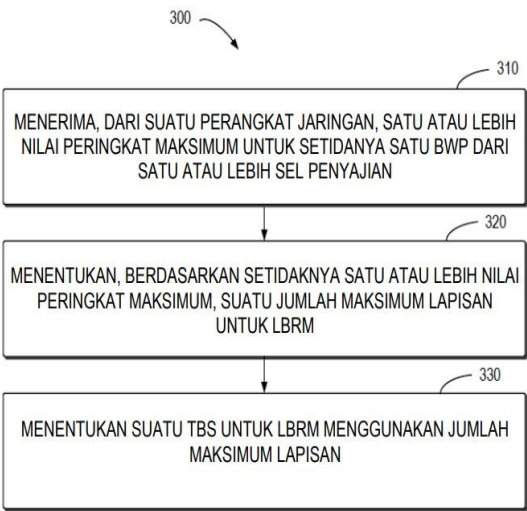 300
310
MENERIMA, DARI SUATU PERANGKAT JARINGAN, SATU ATAU LEBIH
NILAI PERINGKAT MAKSIMUM UNTUK SETIDANYA SATU BWP DARI
SATU ATAU LEBIH SEL PENYAJIAN
320
MENENTUKAN, BERDASARKAN SETIDAKNYA SATU ATAU LEBIH NILAI
PERINGKAT MAKSIMUM, SUATU JUMLAH MAKSIMUM LAPISAN
UNTUK LBRM
330
MENENTUKAN SUATU TBS UNTUK LBRM MENGGUNAKAN JUMLAH
MAKSIMUM LAPISAN